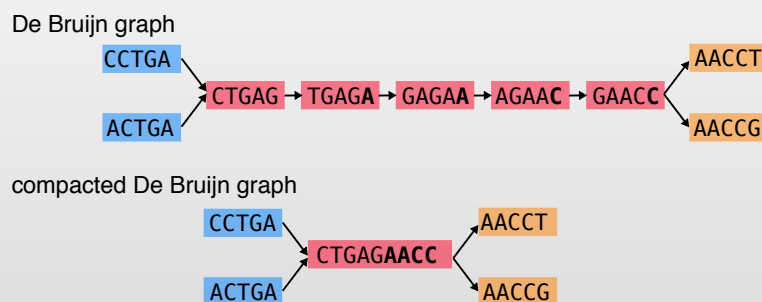 De Bruijn graph
CCTGA
AACCT
CTGAG TGAGA GAGAA AGAAC GAACC
ACTGA
AACCG
compacted De Bruijn graph
CCTGA AACCT
CTGAGAACC
ACTGA AACCG